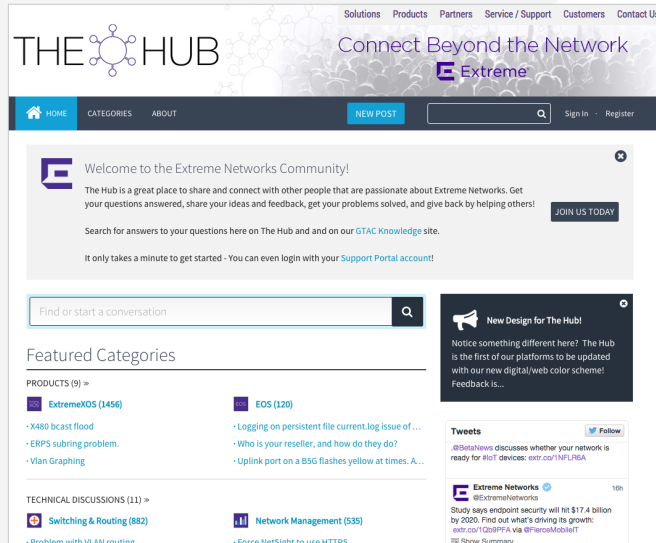 Solutions Products Partners Service / Support Customers Contact Us
THE HUB
Connect Beyond the Network
Extreme
HOME CATEGORIES ABOUT NEW POST Sign In - Register
Welcome to the Extreme Networks Community!
The Hub is a great place to share and connect with other people that are passionate about Extreme Networks. Get
your questions answered, share your ideas and feedback, get your problems solved, and give back by helping others!
JOIN US TODAY
Search for answers to your questions here on The Hub and and on our GTAC Knowledge site.
It only takes a minute to get started - You can even login with your Support Portal account!
Find or start a conversation
New Design for The Hub!
Notice something different here? The Hub
is the first of our platforms to be updated
with our new digital/web color scheme!
Feedback is...
Featured Categories
PRODUCTS (9) »
ExtremeXOS (1456)
· X480 bcast flood
· ERPS subring problem.
· Vlan Graphing
EOS
EOS (120)
· Logging on persistent file current.log issue of ...
· Who is your reseller, and how do they do?
· Uplink port on a B5G flashes yellow at times. A...
TECHNICAL DISCUSSIONS (11) »
Switching & Routing (882)
· Problem with VLAN routing
Network Management (535)
· Force NetSight to use HTTPS
Tweets Follow
.@BetaNews discusses whether your network is
ready for #IoT devices: extr.co/1NFLR6A
Extreme Networks 16h
@ExtremeNetworks
Study says endpoint security will hit $17.4 billion
by 2020. Find out what's driving its growth:
extr.co/1Qb9PFA via @FierceMobileIT
Show Summary